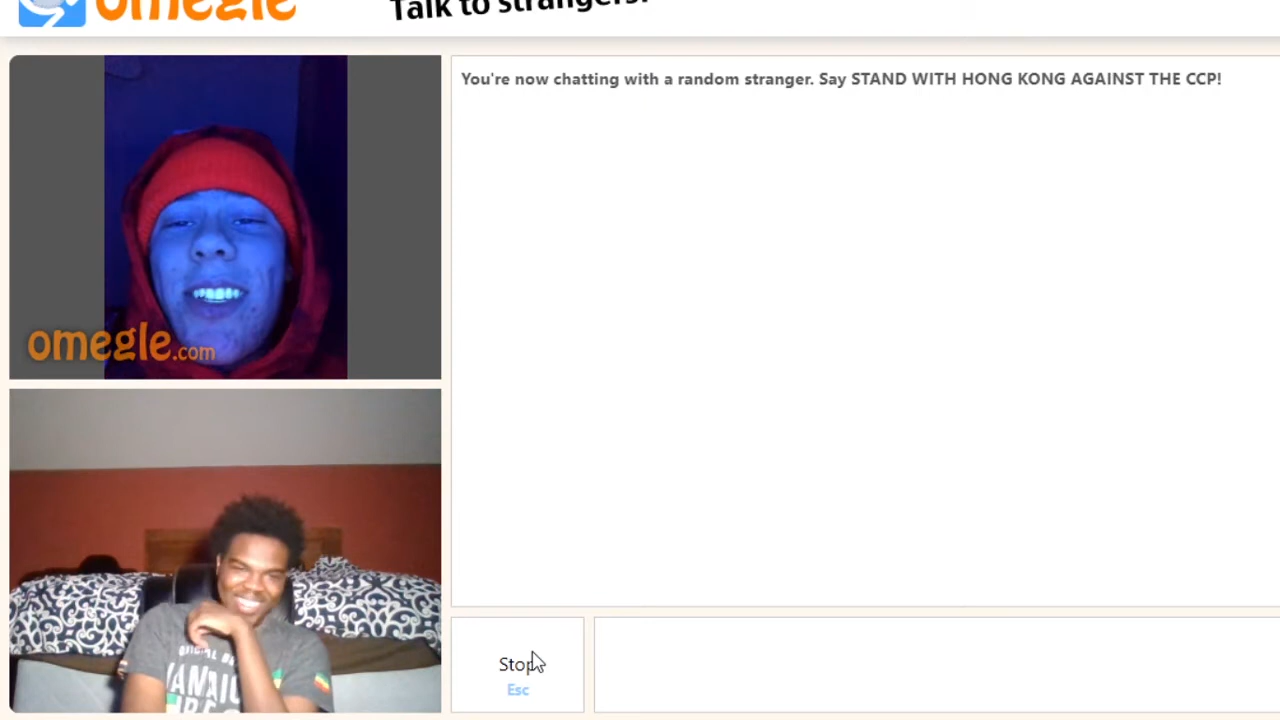 omegle
Talk to strangers!
You're now chatting with a random stranger. Say STAND WITH HONG KONG AGAINST THE CCP!
omegle.com
Stop
Esc